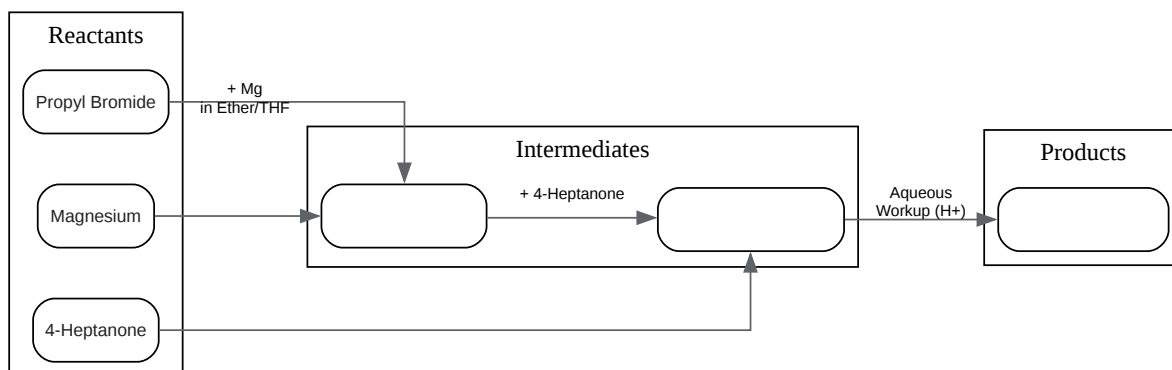 Reactants
Propyl Bromide
+ Mg
in Ether/THF
Intermediates
Products
Magnesium
+ 4-Heptanone
Aqueous
Workup (H+)
4-Heptanone